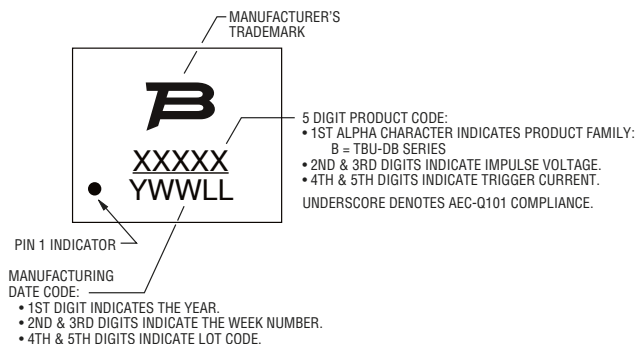 MANUFACTURER'S
TRADEMARK
TB
5 DIGIT PRODUCT CODE:
• 1ST ALPHA CHARACTER INDICATES PRODUCT FAMILY:
B = TBU-DB SERIES
• 2ND & 3RD DIGITS INDICATE IMPULSE VOLTAGE.
• 4TH & 5TH DIGITS INDICATE TRIGGER CURRENT.
UNDERSCORE DENOTES AEC-Q101 COMPLIANCE.
XXXXX
YWWLL
PIN 1 INDICATOR
MANUFACTURING
DATE CODE:
• 1ST DIGIT INDICATES THE YEAR.
• 2ND & 3RD DIGITS INDICATE THE WEEK NUMBER.
• 4TH & 5TH DIGITS INDICATE LOT CODE.